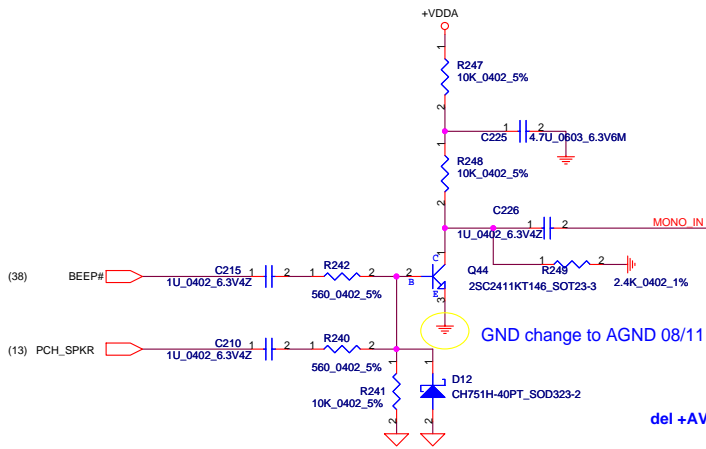 +VDDA
1
R247
10K_0402_5%
2
1 2
C225 4.7U_0603_6.3V6M
1
R248
10K_0402_5%
2
C226
1 2
1U_0402_6.3V4Z
MONO_IN
1 2
R249
2.4K_0402_1%
1
C
2
B
E
3
Q44
2SC2411KT146_SOT23-3
(38) BEEP#
C215
1 2
1U_0402_6.3V4Z
R242
1 2
560_0402_5%
GND change to AGND 08/11
(13) PCH_SPKR
C210
1 2
1U_0402_6.3V4Z
R240
1 2
560_0402_5%
1
R241
10K_0402_5%
2
1
D12
CH751H-40PT_SOD323-2
2
del +AV